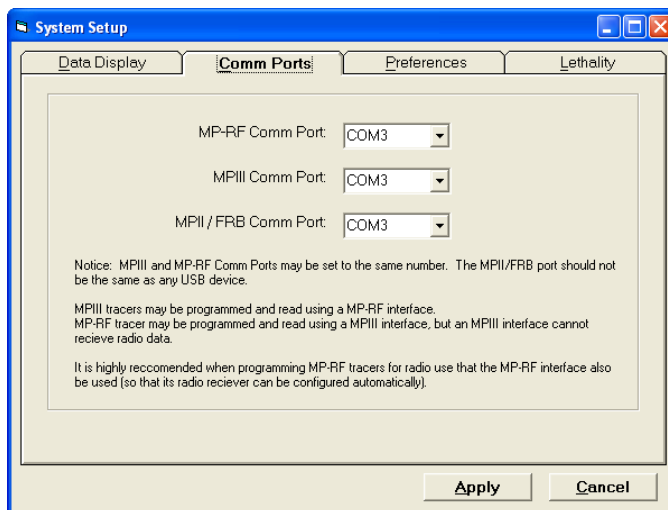 System Setup
Data Display
Comm Ports
Preferences
Lethality
MP-RF Comm Port:
COM3
MPIII Comm Port:
COM3
MPII / FRB Comm Port:
COM3
Notice:  MPIII and MP-RF Comm Ports may be set to the same number.  The MPII/FRB port should not
be the same as any USB device.
MPIII tracers may be programmed and read using a MP-RF interface.
MP-RF tracer may be programmed and read using a MPIII interface, but an MPIII interface cannot
recieve radio data.
It is highly reccomended when programming MP-RF tracers for radio use that the MP-RF interface also
be used (so that its radio reciever can be configured automatically).
Apply
Cancel